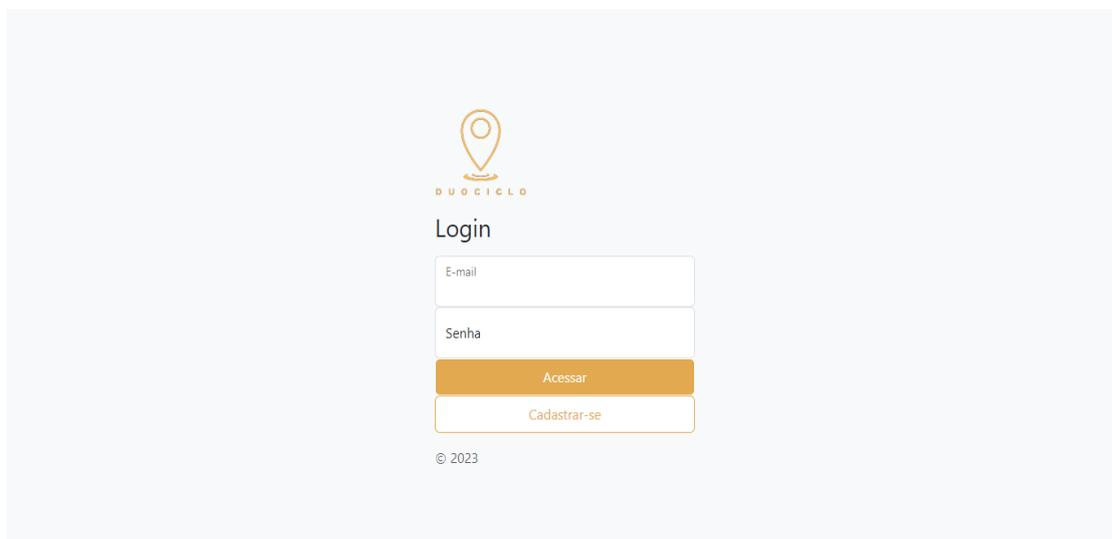 DUOCICLO
Login
E-mail
Senha
Acessar
Cadastrar-se
© 2023